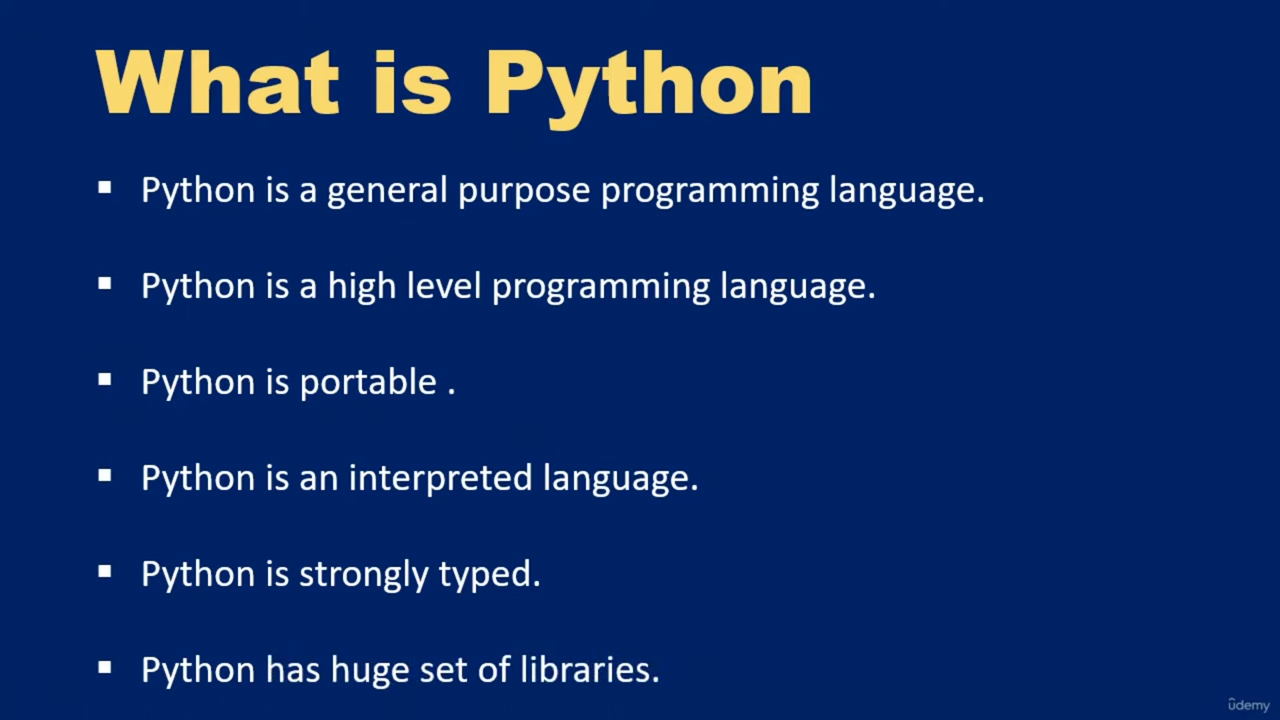 What is Python
▪ Python is a general purpose programming language.
▪ Python is a high level programming language.
▪ Python is portable .
▪ Python is an interpreted language.
▪ Python is strongly typed.
▪ Python has huge set of libraries.
ûdemy